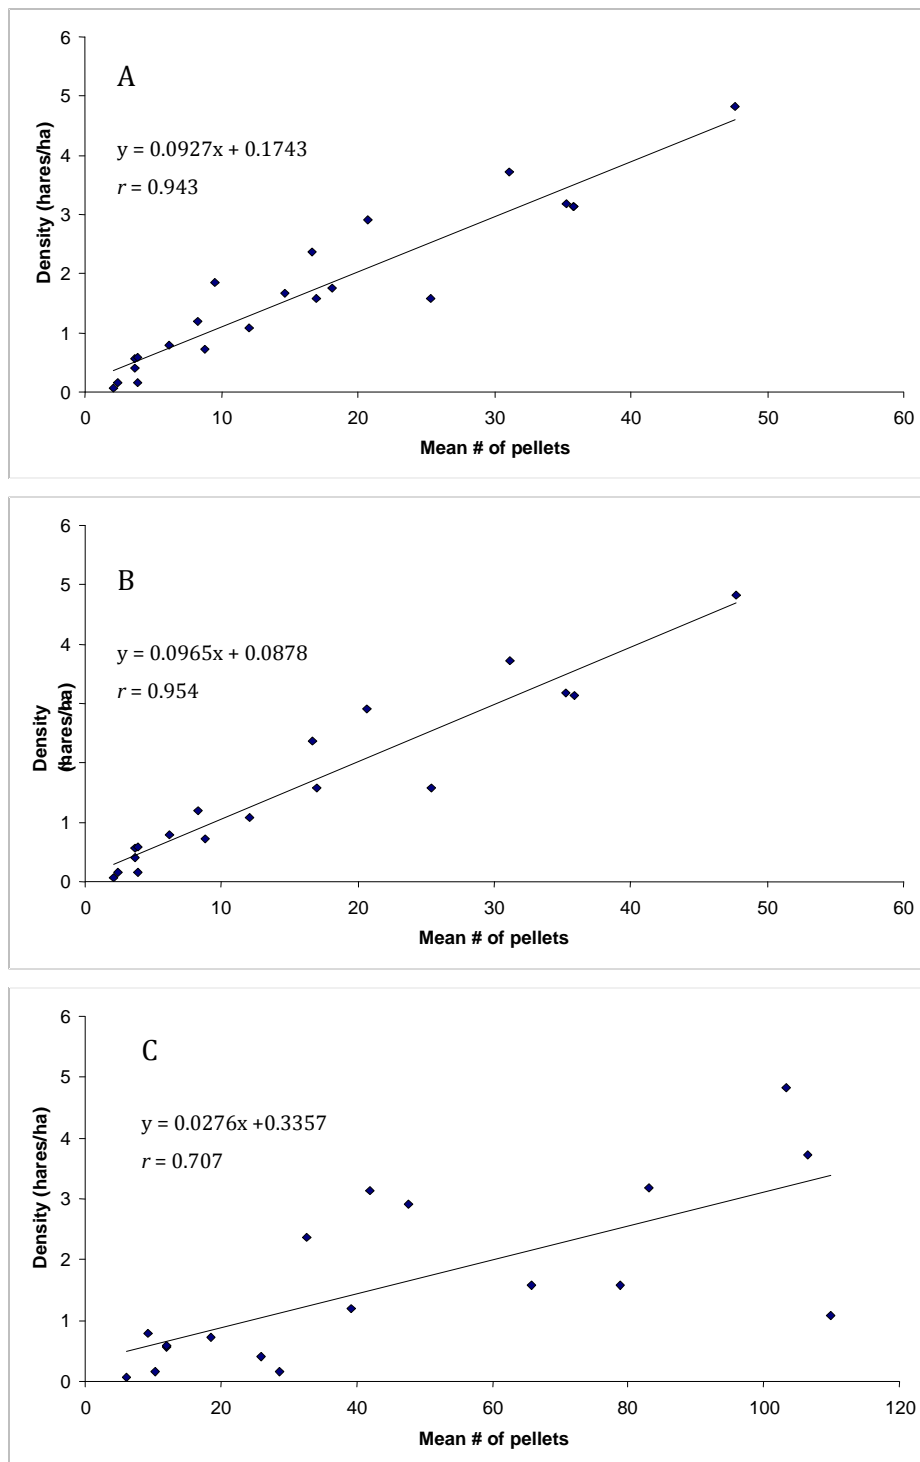 6
A
5
y = 0.0927x + 0.1743
4
r = 0.943
Density (hares/ha)
3
2
1
0
0 10 20 30 40 50 60
Mean # of pellets
6
B
5
y = 0.0965x + 0.0878
4
r = 0.954
Density
(hares/ha)
1
0
0 10 20 30 40 50 60
Mean # of pellets
6
C
5
y = 0.0276x +0.3357
4
r = 0.707
Density (hares/ha)
3
2
1
0
0 20 40 60 80 100 120
Mean # of pellets